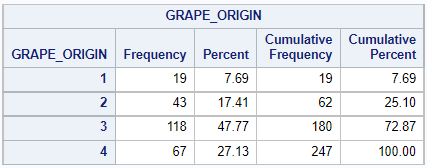 GRAPE_ORIGIN
GRAPE_ORIGIN Frequency Percent Cumulative Frequency Cumulative Percent
1 19 7.69 19 7.69
2 43 17.41 62 25.10
3 118 47.77 180 72.87
4 67 27.13 247 100.00